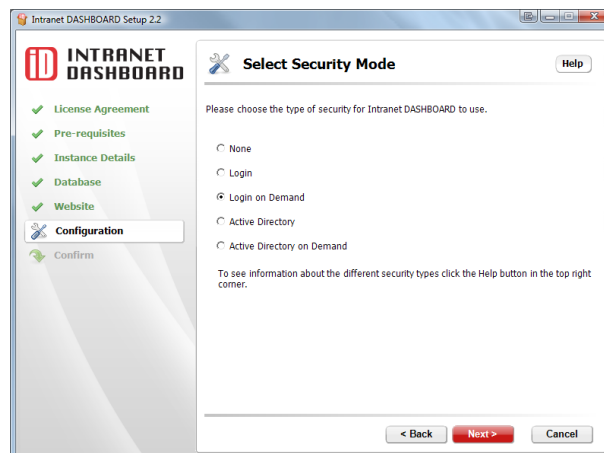 Intranet DASHBOARD Setup 2.2
INTRANET
DASHBOARD
License Agreement
Pre-requisites
Instance Details
Database
Website
Configuration
Confirm
Select Security Mode
Help
Please choose the type of security for Intranet DASHBOARD to use.
None
Login
Login on Demand
Active Directory
Active Directory on Demand
To see information about the different security types click the Help button in the top right
corner.
< Back
Next >
Cancel